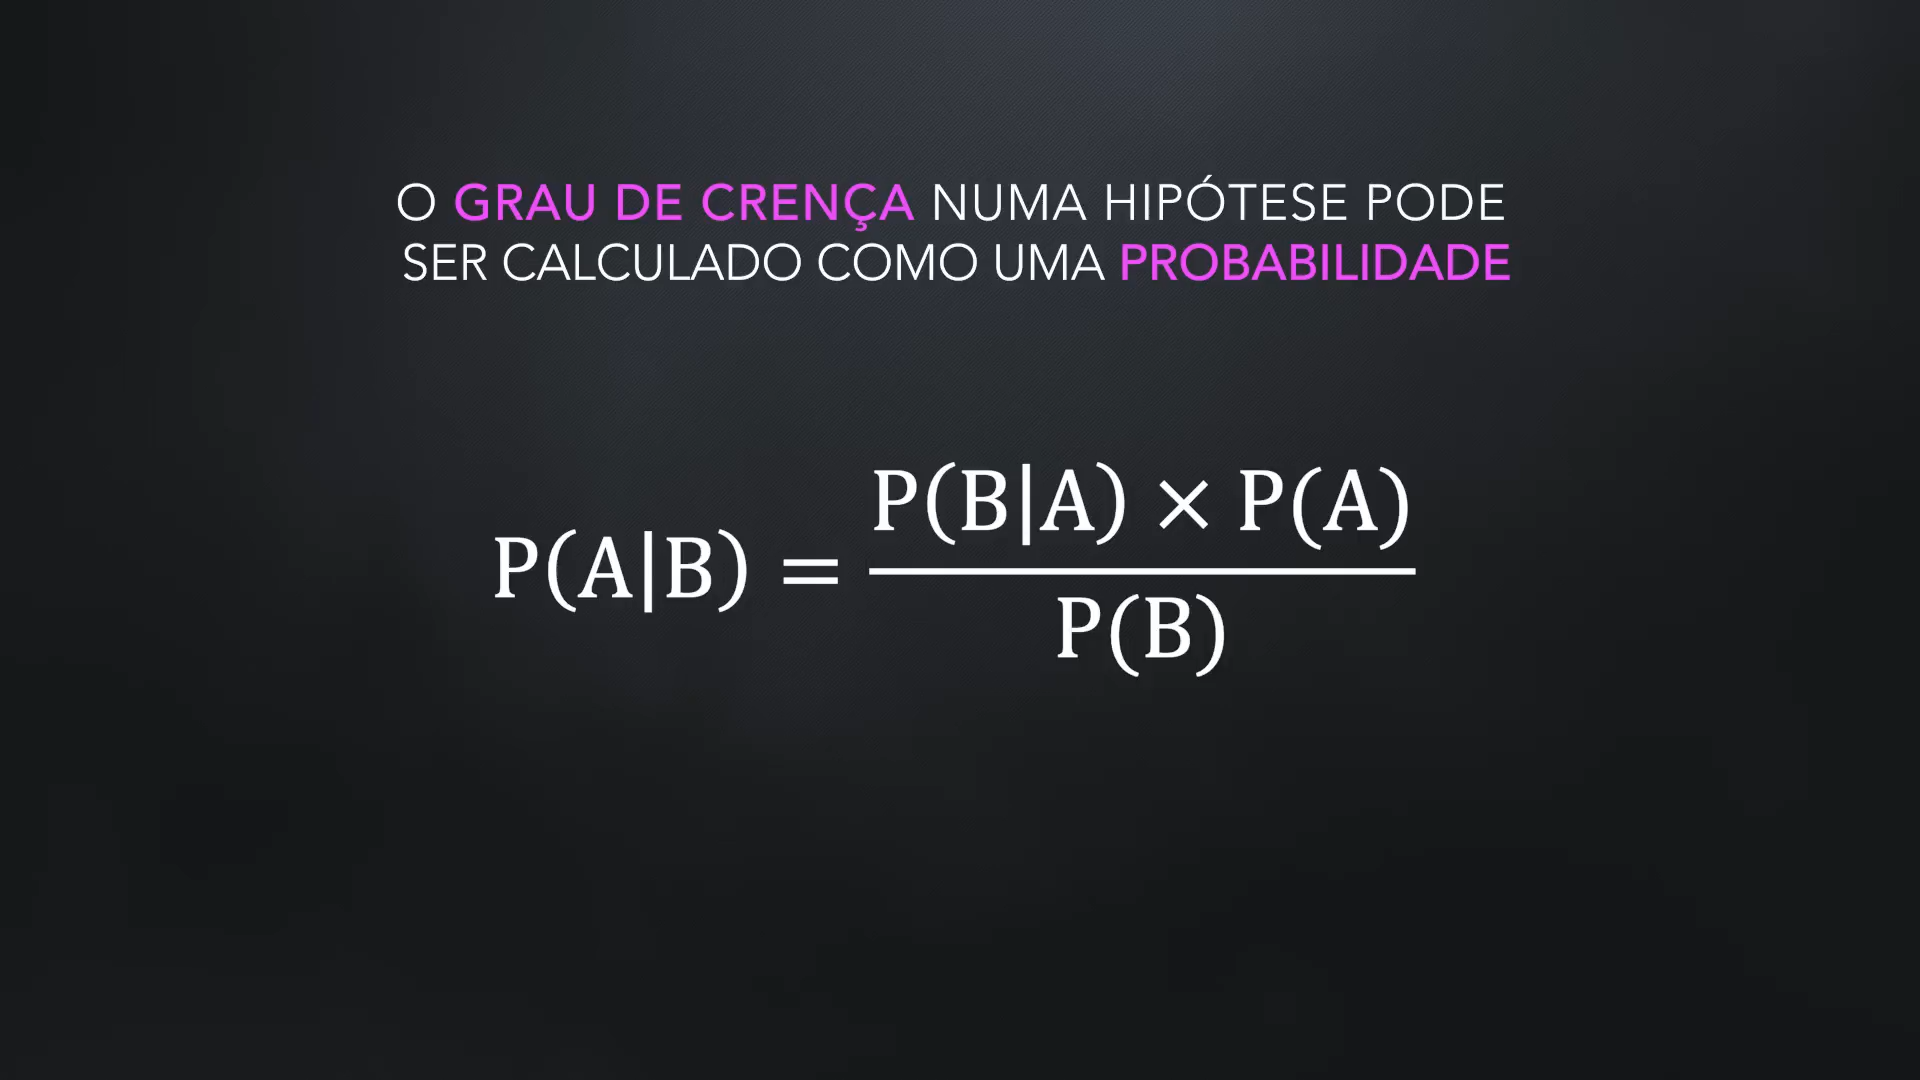 O GRAU DE CRENÇA NUMA HIPÓTESE PODE
SER CALCULADO COMO UMA PROBABILIDADE
P(A|B) = P(B|A) × P(A)
P(B)